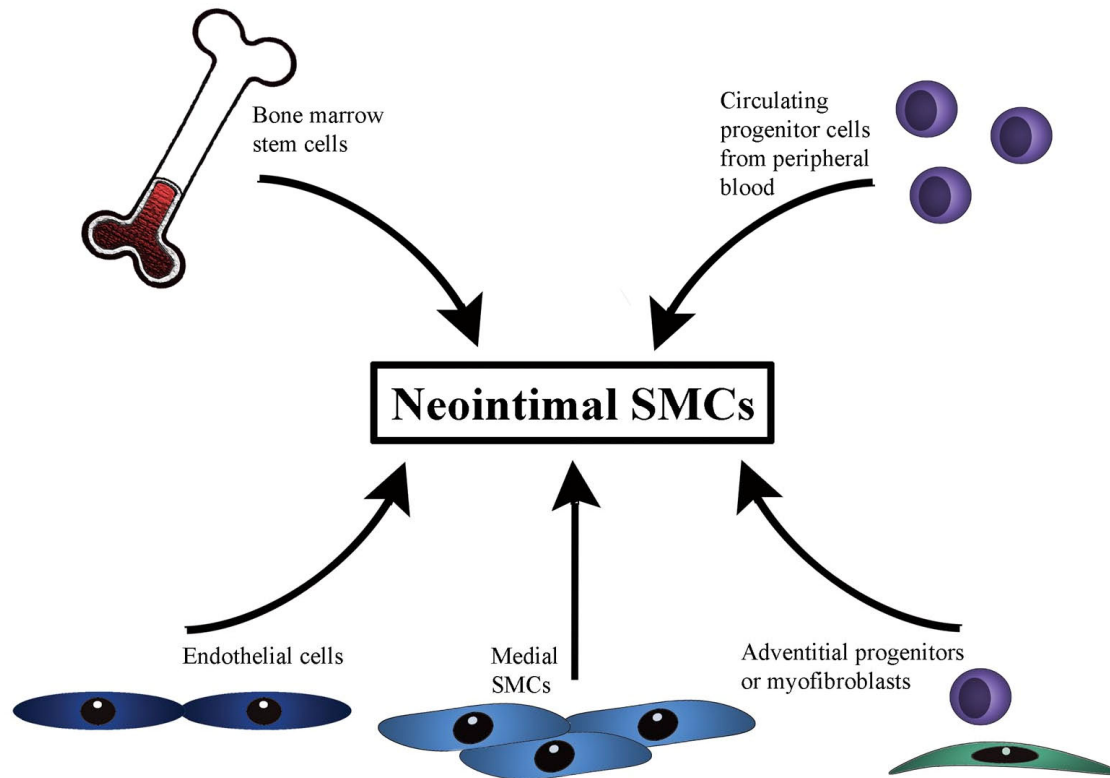 Bone marrow
stem cells
Circulating
progenitor cells
from peripheral
blood
Neointimal SMCs
Endothelial cells
Medial
SMCs
Adventitial progenitors
or myofibroblasts